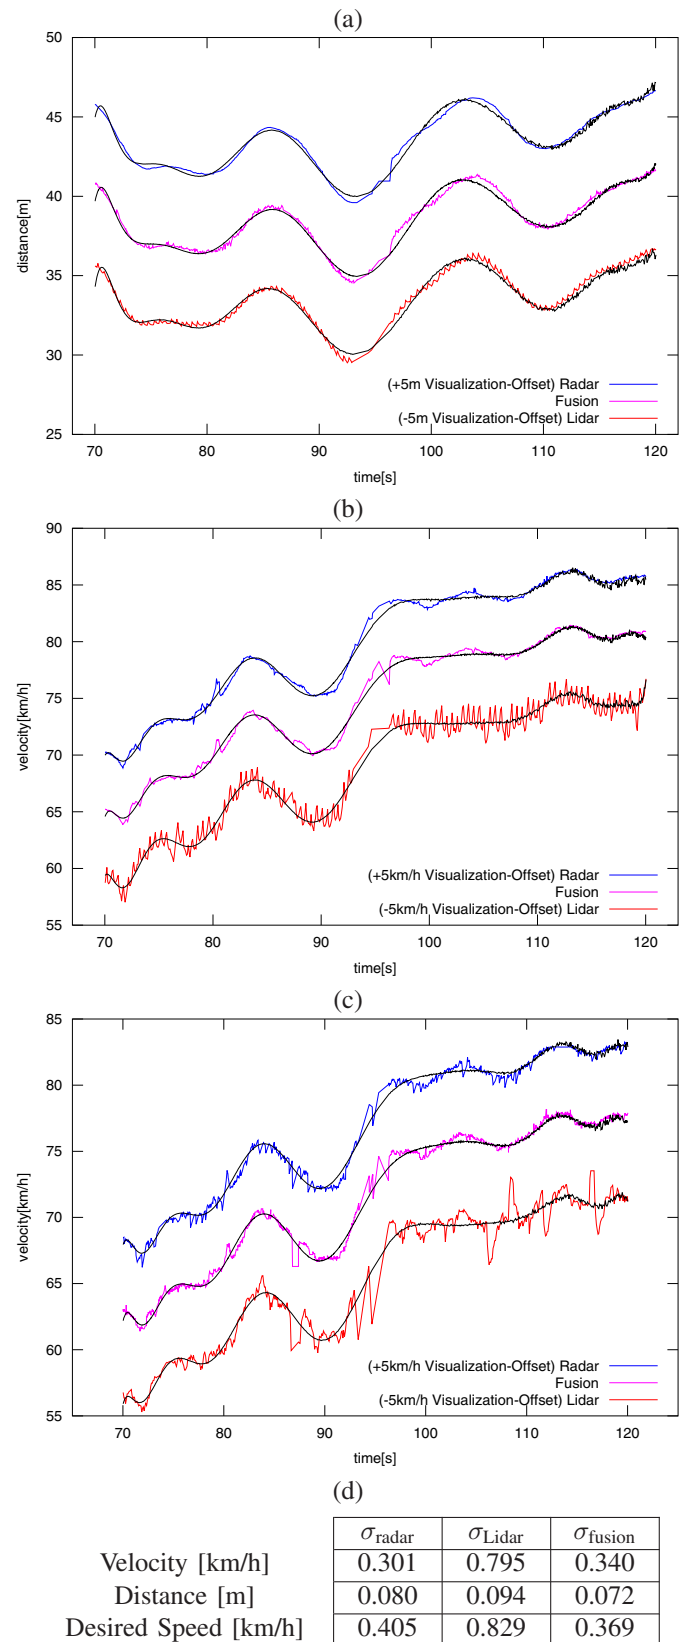 (a)
50
45
40
35
30
25
distance[m]
(+5m Visualization-Offset) Radar
Fusion
(-5m Visualization-Offset) Lidar
70 80 90 100 110 120
time[s]
(b)
90
85
80
75
70
65
60
55
velocity[km/h]
(+5km/h Visualization-Offset) Radar
Fusion
(-5km/h Visualization-Offset) Lidar
70 80 90 100 110 120
time[s]
(c)
85
80
75
70
65
60
55
velocity[km/h]
(+5km/h Visualization-Offset) Radar
Fusion
(-5km/h Visualization-Offset) Lidar
70 80 90 100 110 120
time[s]
(d)
σradar σLidar σfusion
Velocity [km/h] 0.301 0.795 0.340
Distance [m] 0.080 0.094 0.072
Desired Speed [km/h] 0.405 0.829 0.369